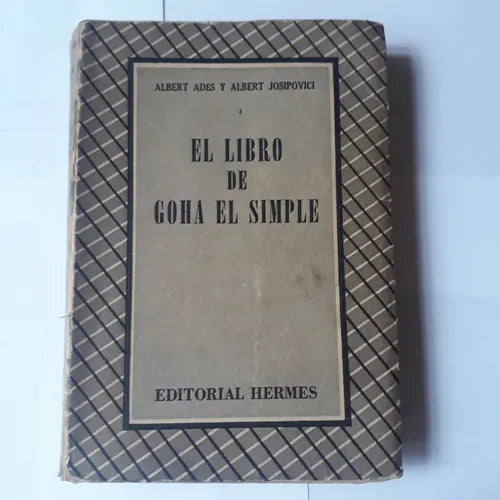 ALBERT ADES Y ALBERT JOSIPOVICI
EL LIBRO
DE
GOHA EL SIMPLE
EDITORIAL HERMES